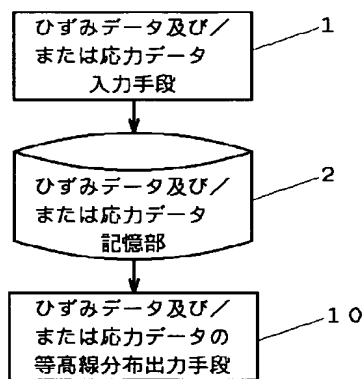 ひずみデータ及び／
または応力データ
入力手段
1
ひずみデータ及び／
または応力データ
記憶部
2
ひずみデータ及び／
または応力データの
等高線分布出力手段
10